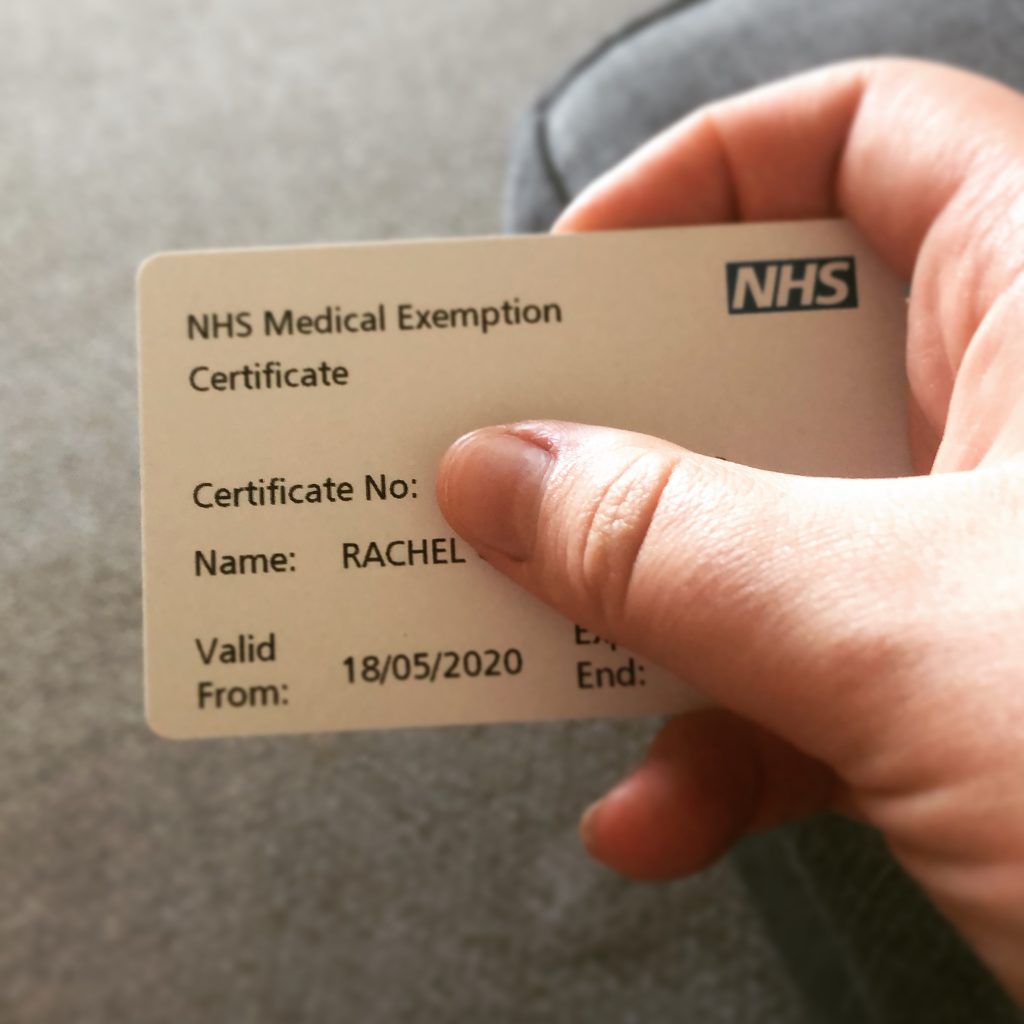 NHS
NHS Medical Exemption
Certificate
Certificate No:
Name: RACHEL
Valid
From: 18/05/2020
End: